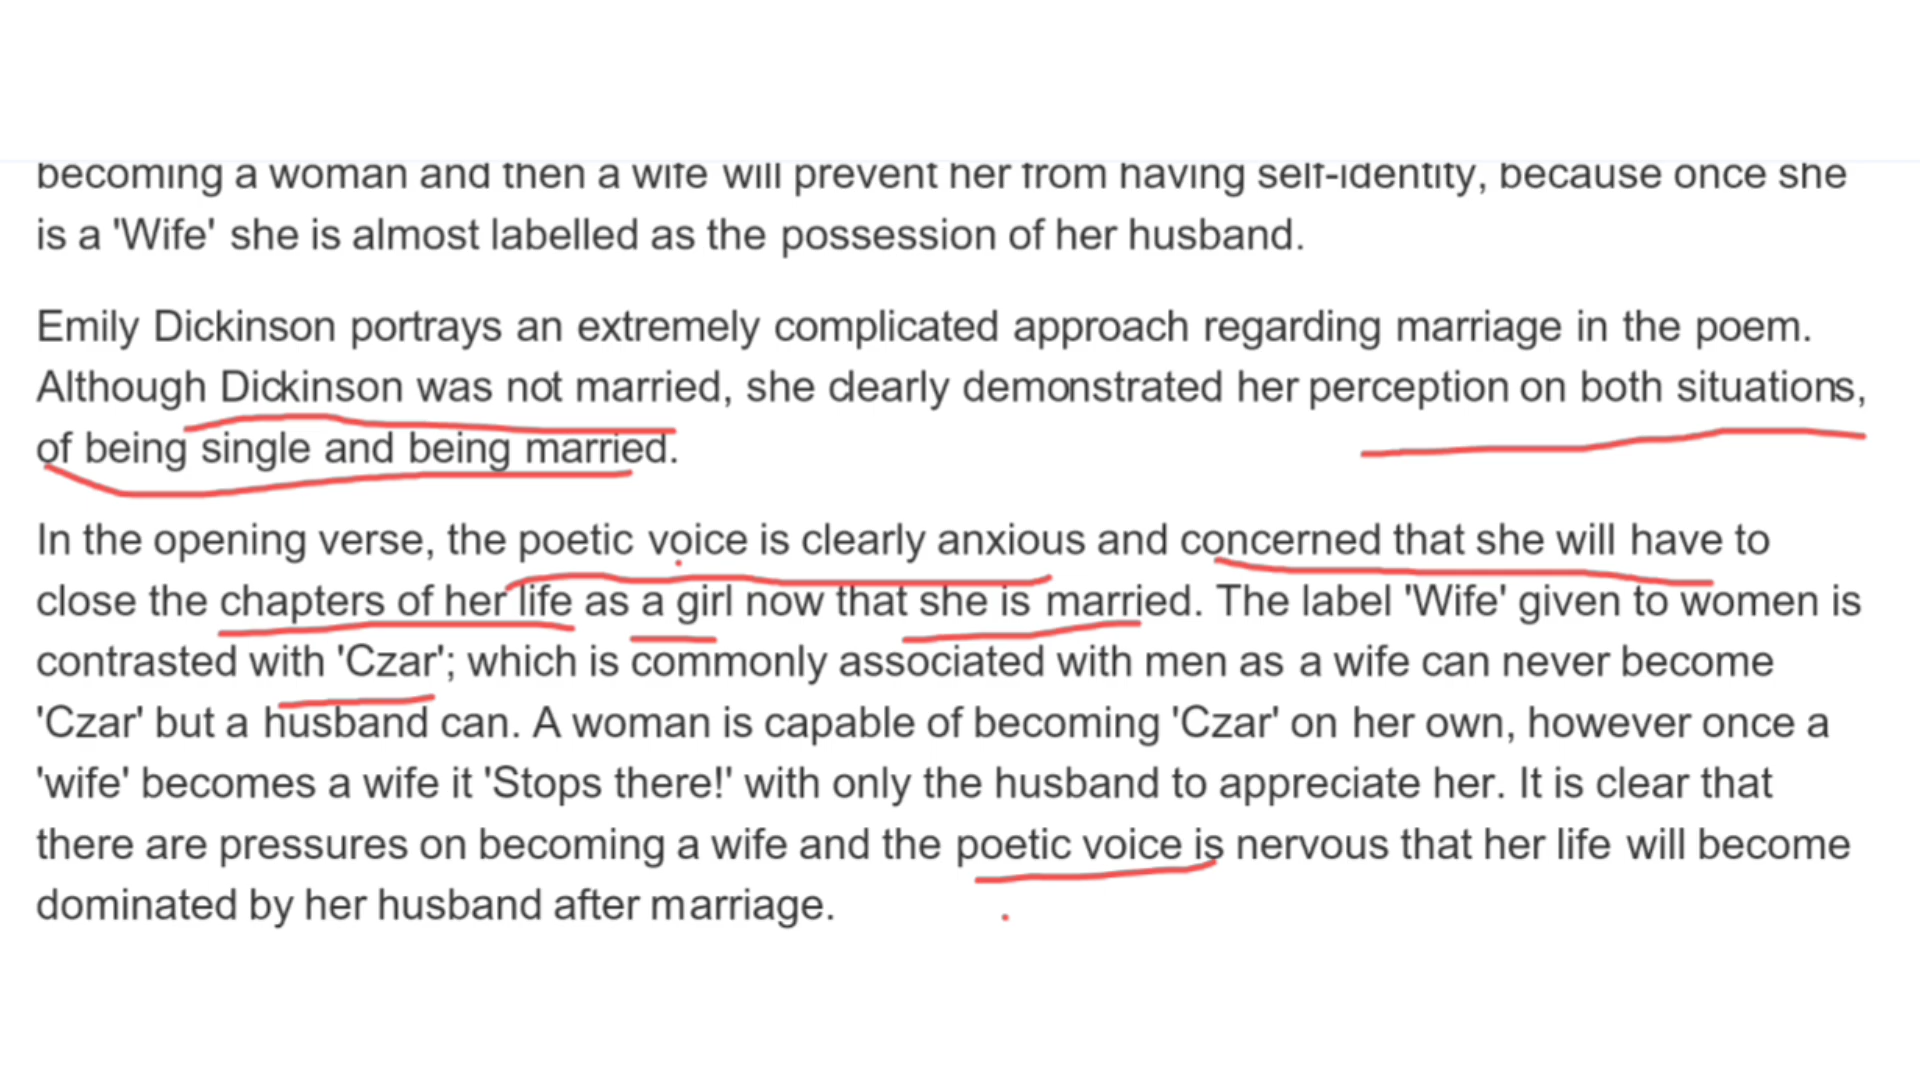 becoming a woman and then a wife will prevent her from having self-identity, because once she
is a 'Wife' she is almost labelled as the possession of her husband.
Emily Dickinson portrays an extremely complicated approach regarding marriage in the poem.
Although Dickinson was not married, she clearly demonstrated her perception on both situations,
of being single and being married.
In the opening verse, the poetic voice is clearly anxious and concerned that she will have to
close the chapters of her life as a girl now that she is married. The label 'Wife' given to women is
contrasted with 'Czar'; which is commonly associated with men as a wife can never become
'Czar' but a husband can. A woman is capable of becoming 'Czar' on her own, however once a
'wife' becomes a wife it 'Stops there!' with only the husband to appreciate her. It is clear that
there are pressures on becoming a wife and the poetic voice is nervous that her life will become
dominated by her husband after marriage.